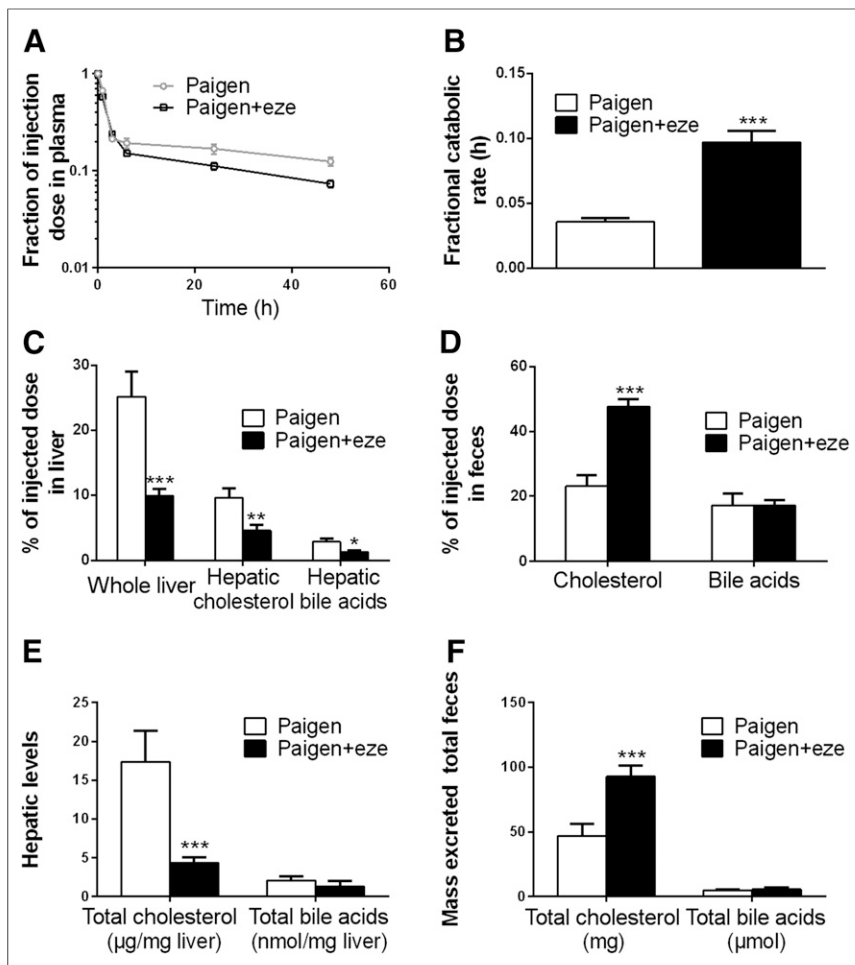 A
Fraction of injection
dose in plasma
1
0.1
0.01
0
20
40
60
Time (h)
Paigen
Paigen+eze
B
Fractional catabolic
rate (h)
0.15
0.10
0.05
0.00
Paigen
Paigen+eze
***
C
% of injected dose
in liver
30
20
10
0
Paigen
Paigen+eze
***
**
*
Whole liver
Hepatic
cholesterol
Hepatic
bile acids
D
% of injected dose
in feces
60
40
20
0
***
Paigen
Paigen+eze
Cholesterol
Bile acids
E
Hepatic levels
25
20
15
10
5
0
Paigen
Paigen+eze
***
Total cholesterol
(µg/mg liver)
Total bile acids
(nmol/mg liver)
F
Mass excreted total feces
150
100
50
0
***
Paigen
Paigen+eze
Total cholesterol
(mg)
Total bile acids
(µmol)